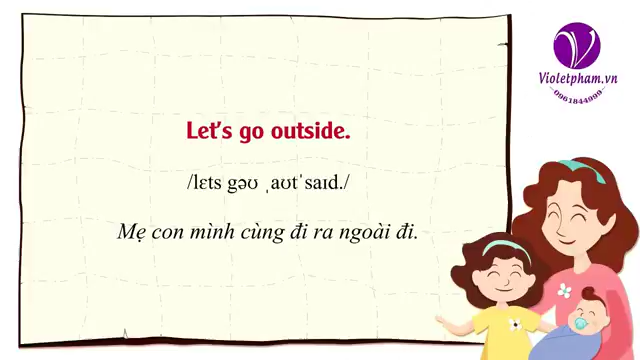 Let's go outside.
/lɛts gəʊ ˌaʊtˈsaɪd./
Mẹ con mình cùng đi ra ngoài đi.
Violetpham.vn
0961844999